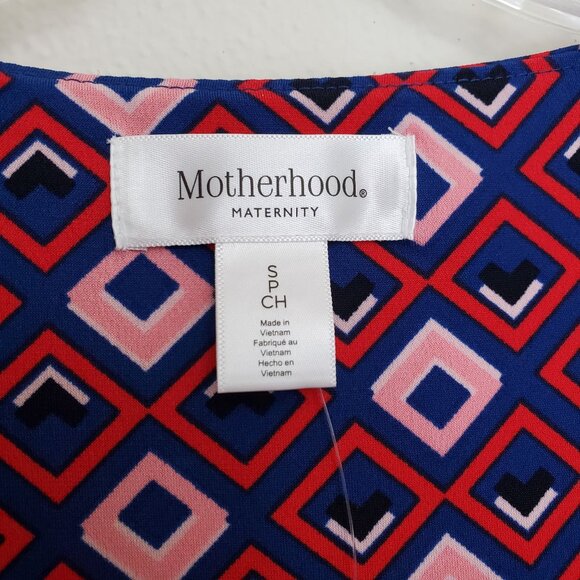 Motherhood®
MATERNITY
S
P
CH
Made in
Vietnam
Fabriqué au
Vietnam
Hecho en
Vietnam